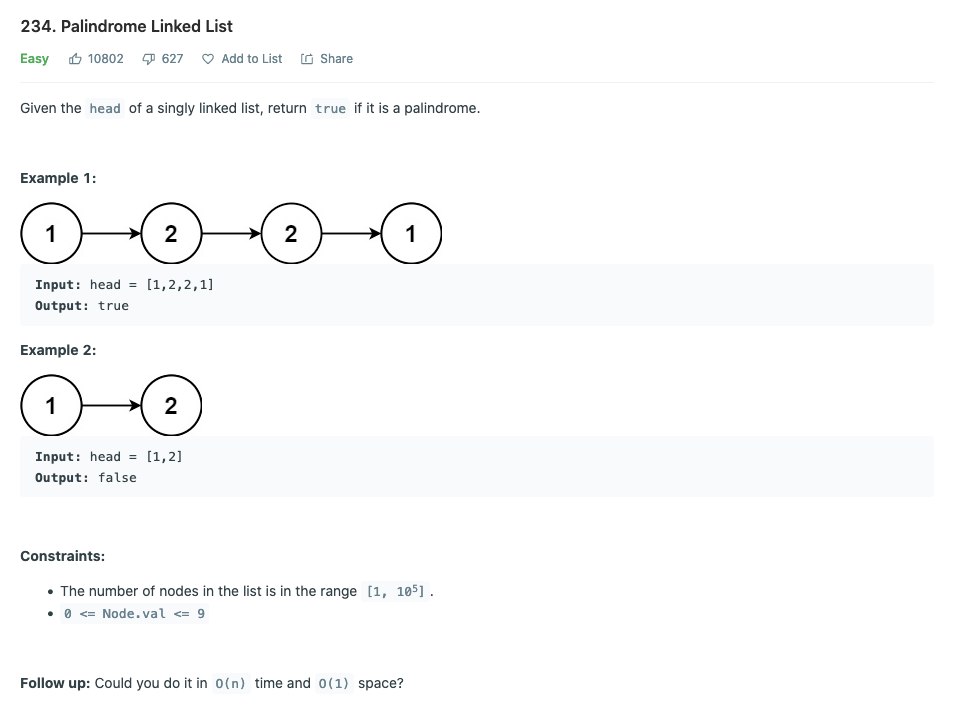 234. Palindrome Linked List
Easy 10802 627 Add to List Share
Given the head of a singly linked list, return true if it is a palindrome.
Example 1:
1 2 2 1
Input: head = [1,2,2,1]
Output: true
Example 2:
1 2
Input: head = [1,2]
Output: false
Constraints:
• The number of nodes in the list is in the range [1, 10⁵] .
• 0 <= Node.val <= 9
Follow up: Could you do it in O(n) time and O(1) space?